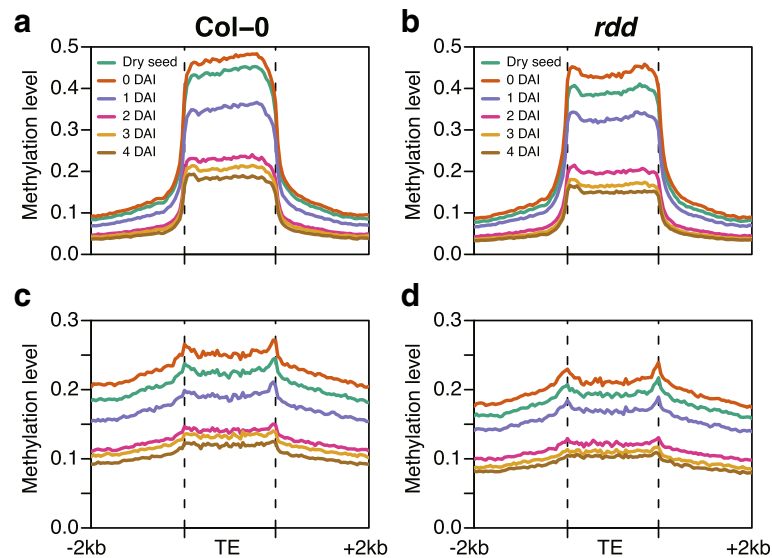 a
Col–0
Methylation level
0.5
0.4
0.3
0.2
0.1
0.0
Dry seed
0 DAI
1 DAI
2 DAI
3 DAI
4 DAI
b
rdd
Methylation level
0.5
0.4
0.3
0.2
0.1
0.0
Dry seed
0 DAI
1 DAI
2 DAI
3 DAI
4 DAI
c
Methylation level
0.3
0.2
0.1
0.0
-2kb TE +2kb
d
Methylation level
0.3
0.2
0.1
0.0
-2kb TE +2kb